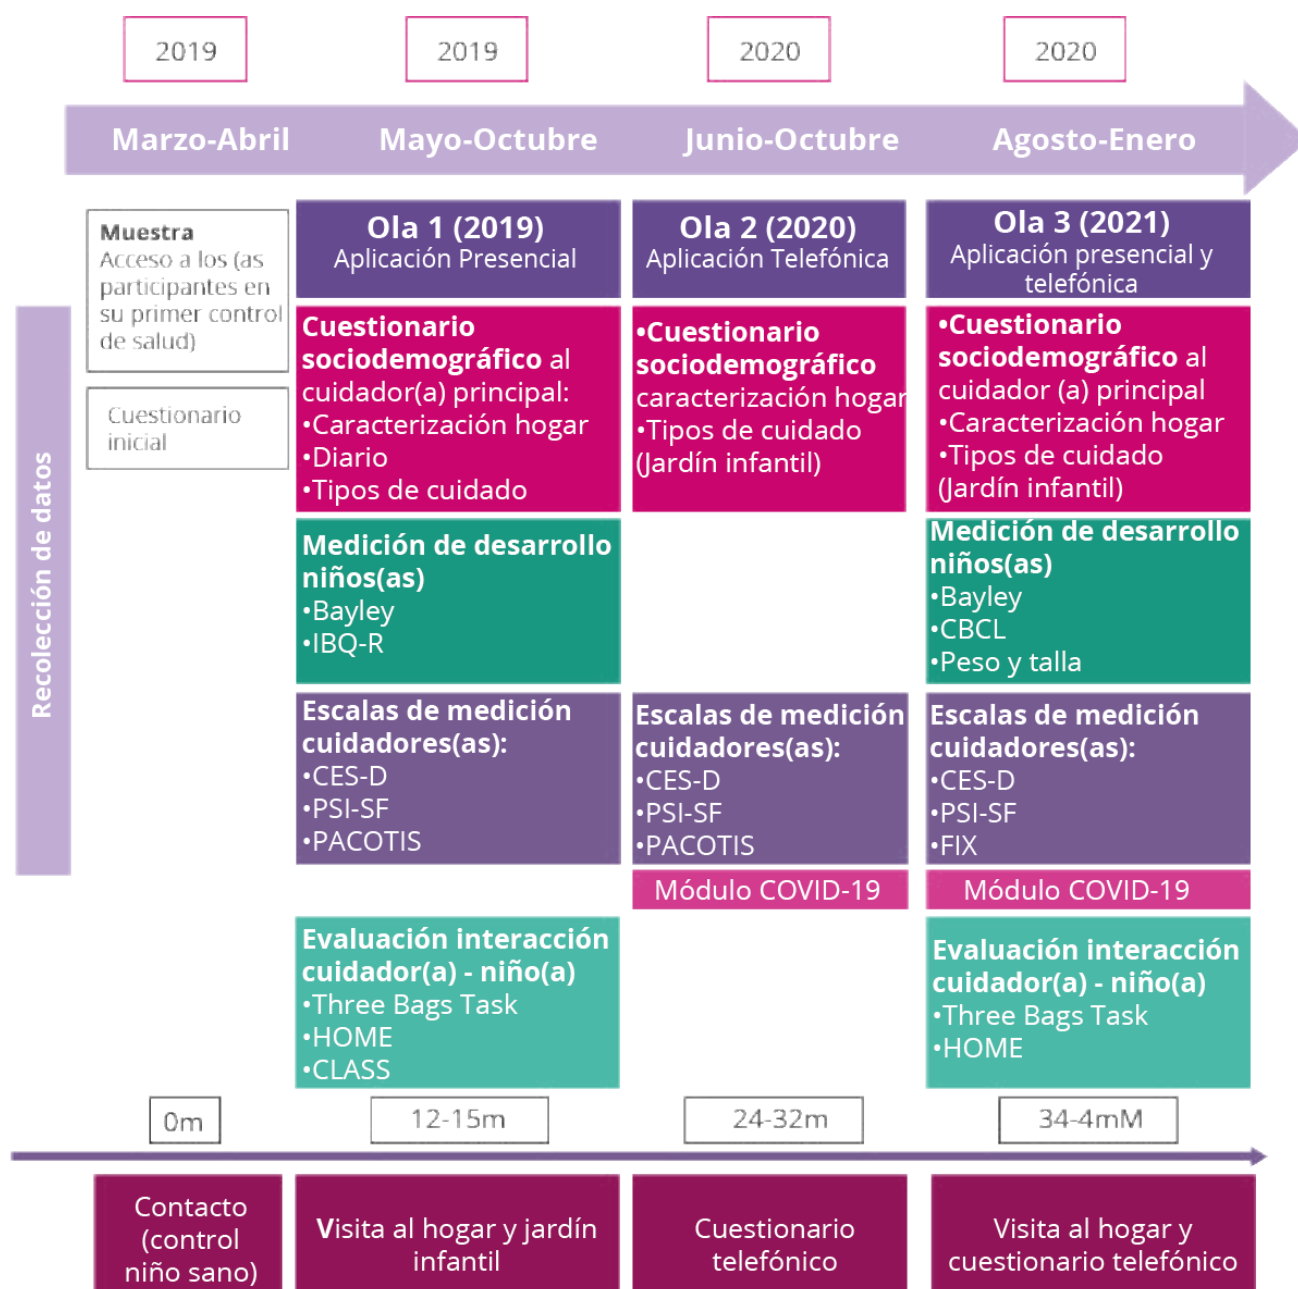 2019
2019
2020
2020
Marzo-Abril
Mayo-Octubre
Junio-Octubre
Agosto-Enero
Muestra
Acceso a los (as
participantes en
su primer control
de salud)
Cuestionario
inicial
Recolección de datos
Ola 1 (2019)
Aplicación Presencial
Cuestionario
sociodemográfico al
cuidador(a) principal:
•Caracterización hogar
•Diario
•Tipos de cuidado
Medición de desarrollo
niños(as)
•Bayley
•IBQ-R
Escalas de medición
cuidadores(as):
•CES-D
•PSI-SF
•PACOTIS
Evaluación interacción
cuidador(a) - niño(a)
•Three Bags Task
•HOME
•CLASS
Ola 2 (2020)
Aplicación Telefónica
•Cuestionario
sociodemográfico
caracterización hogar
•Tipos de cuidado
(Jardín infantil)
Escalas de medición
cuidadores(as):
•CES-D
•PSI-SF
•PACOTIS
Módulo COVID-19
Ola 3 (2021)
Aplicación presencial y
telefónica
•Cuestionario
sociodemográfico al
cuidador (a) principal
•Caracterización hogar
•Tipos de cuidado
(Jardín infantil)
Medición de desarrollo
niños(as)
•Bayley
•CBCL
•Peso y talla
Escalas de medición
cuidadores(as):
•CES-D
•PSI-SF
•FIX
Módulo COVID-19
Evaluación interacción
cuidador(a) - niño(a)
•Three Bags Task
•HOME
0m
12-15m
24-32m
34-4mM
Contacto
(control
niño sano)
Visita al hogar y jardín
infantil
Cuestionario
telefónico
Visita al hogar y
cuestionario telefónico